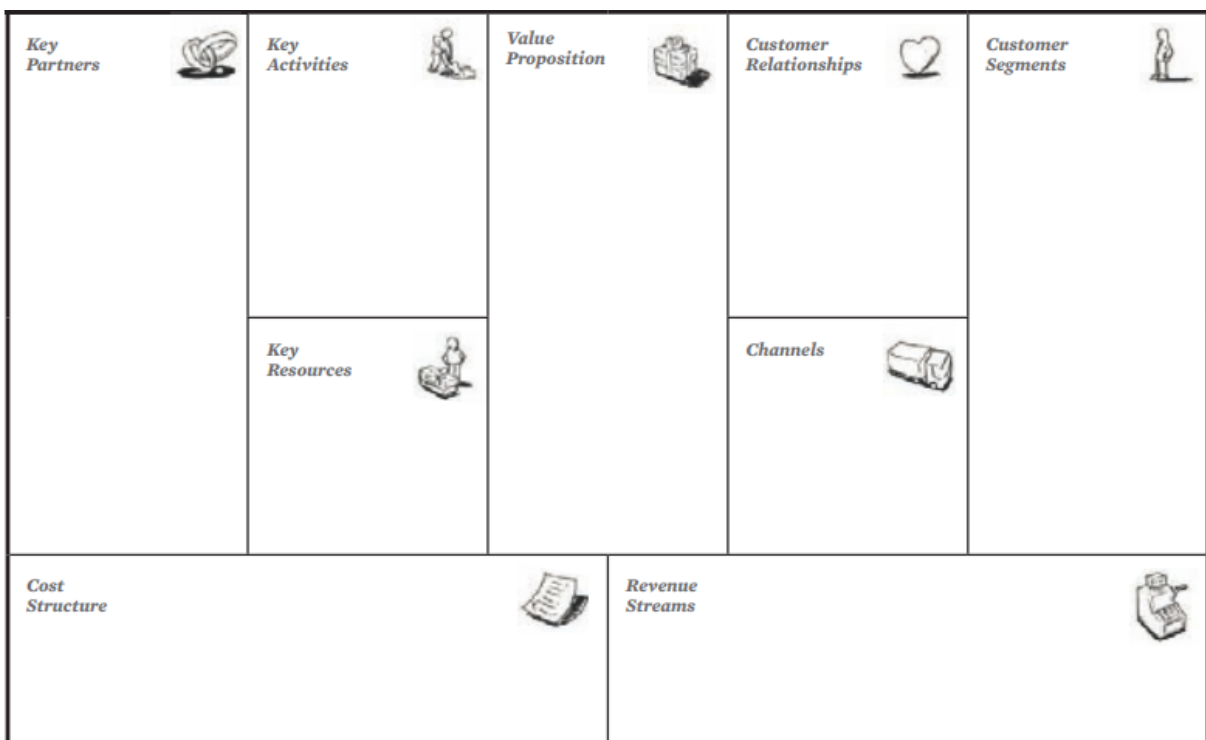 Key
Partners
Key
Activities
Value
Proposition
Customer
Relationships
Customer
Segments
Key
Resources
Channels
Cost
Structure
Revenue
Streams